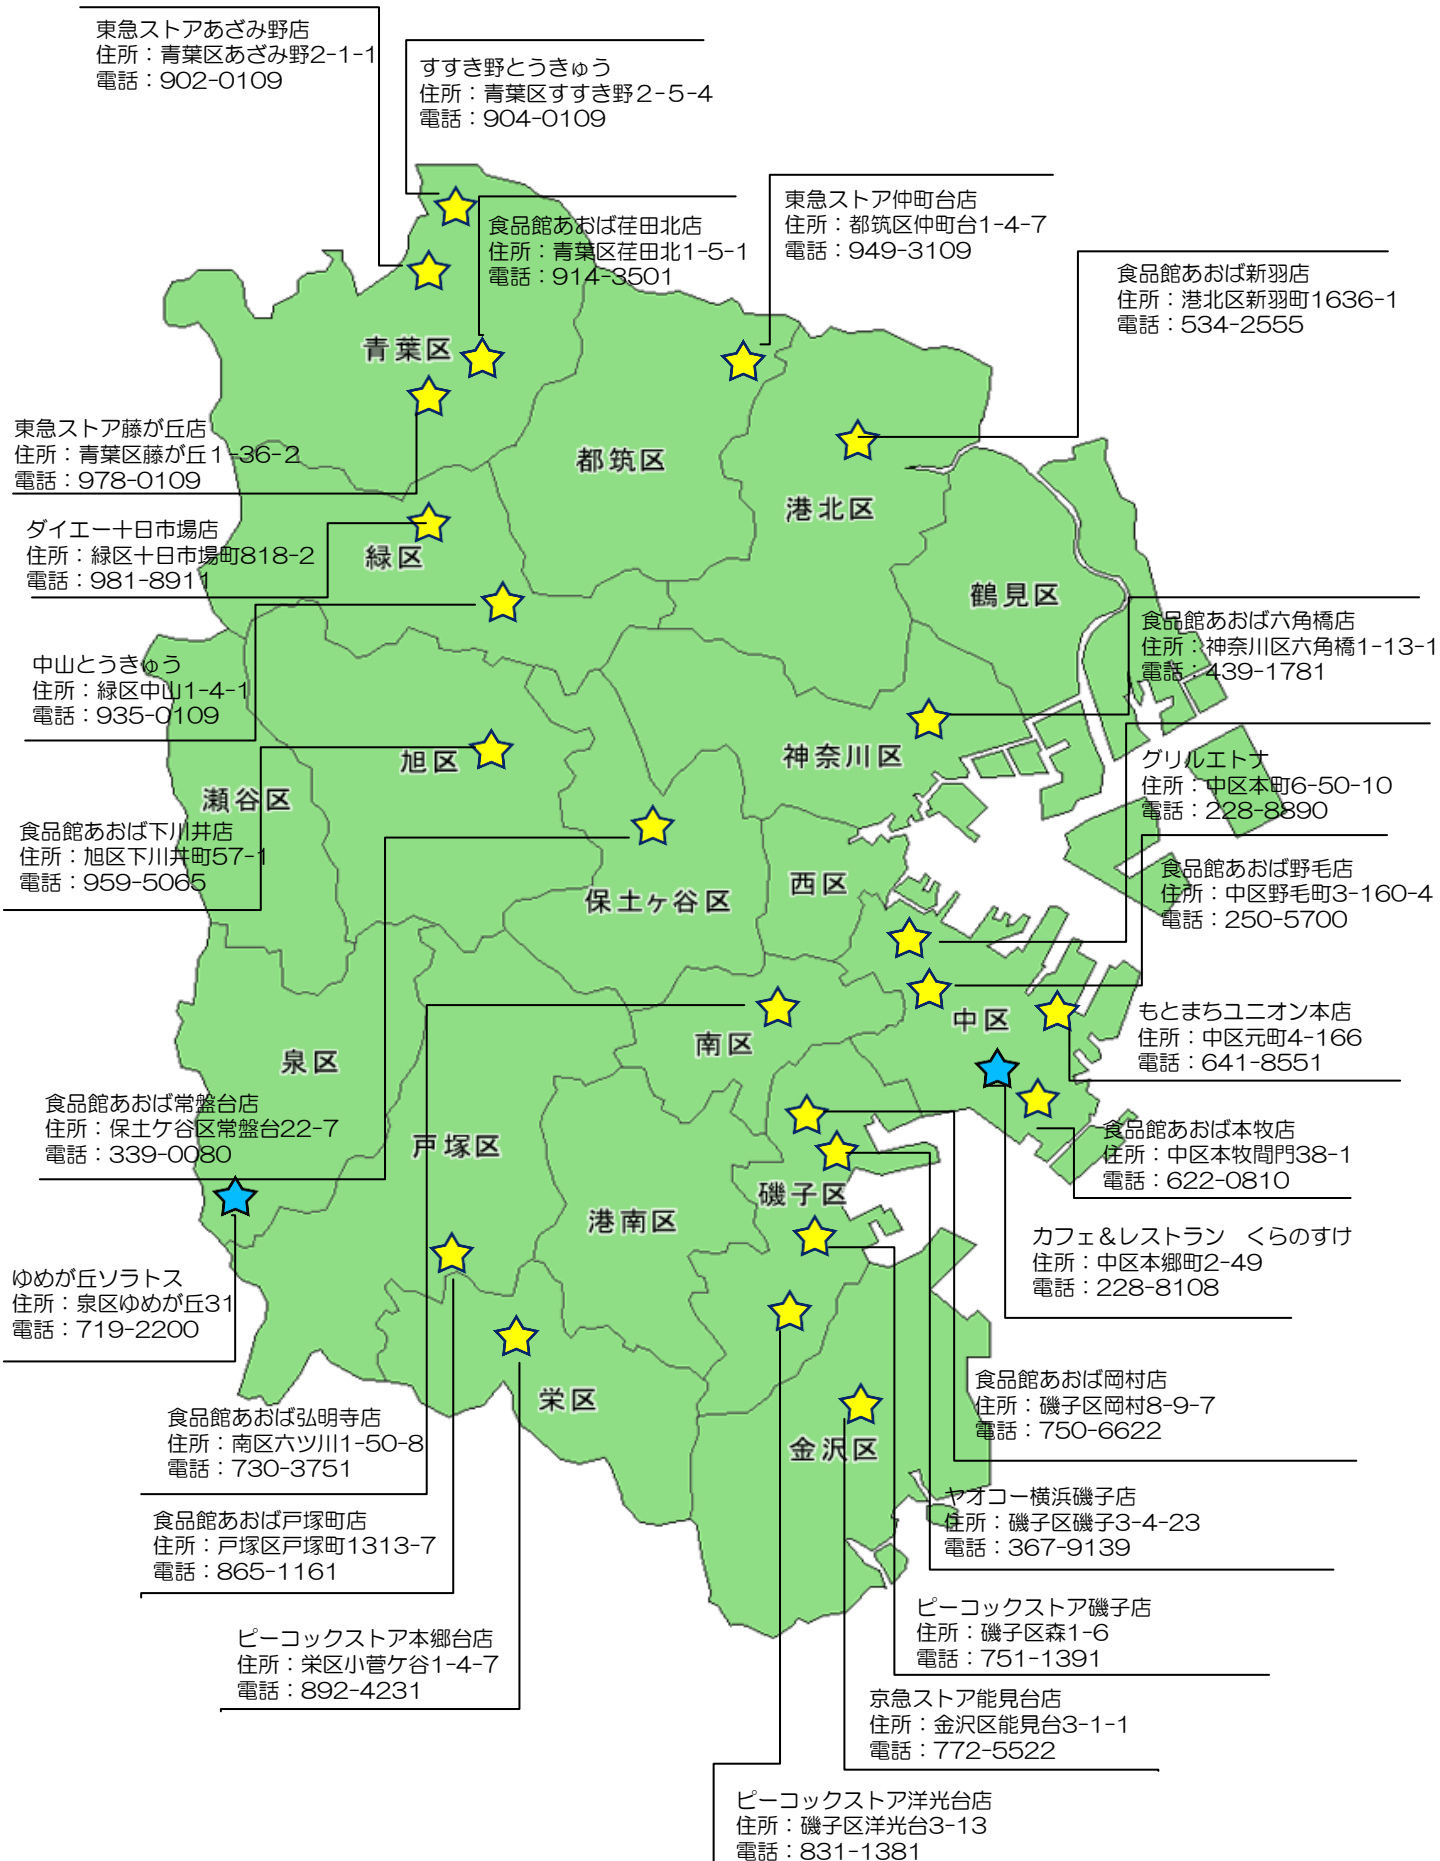 東急ストアあざみ野店
住所：青葉区あざみ野2-1-1
電話：902-0109
すすき野とうきゅう
住所：青葉区すすき野2-5-4
電話：904-0109
食品館あおば荏田北店
住所：青葉区荏田北1-5-1
電話：914-3501
東急ストア仲町台店
住所：都筑区仲町台1-4-7
電話：949-3109
食品館あおば新羽店
住所：港北区新羽町1636-1
電話：534-2555
青葉区
東急ストア藤が丘店
住所：青葉区藤が丘1-36-2
電話：978-0109
都筑区
港北区
ダイエー十日市場店
住所：緑区十日市場町818-2
電話：981-8911
緑区
鶴見区
食品館あおば六角橋店
住所：神奈川区六角橋1-13-1
電話：439-1781
中山とうきゅう
住所：緑区中山1-4-1
電話：935-0109
旭区
神奈川区
瀬谷区
グリルエトナ
住所：中区本町6-50-10
電話：228-8890
食品館あおば下川井店
住所：旭区下川井町57-1
電話：959-5065
保土ヶ谷区
西区
食品館あおば野毛店
住所：中区野毛町3-160-4
電話：250-5700
もとまちユニオン本店
住所：中区元町4-166
電話：641-8551
中区
南区
泉区
食品館あおば常盤台店
住所：保土ケ谷区常盤台22-7
電話：339-0080
戸塚区
食品館あおば本牧店
住所：中区本牧間門38-1
電話：622-0810
磯子区
港南区
カフェ＆レストラン　くらのすけ
住所：中区本郷町2-49
電話：228-8108
ゆめが丘ソラトス
住所：泉区ゆめが丘31
電話：719-2200
栄区
食品館あおば岡村店
住所：磯子区岡村8-9-7
電話：750-6622
食品館あおば弘明寺店
住所：南区六ツ川1-50-8
電話：730-3751
金沢区
ヤオコー横浜磯子店
住所：磯子区磯子3-4-23
電話：367-9139
食品館あおば戸塚町店
住所：戸塚区戸塚町1313-7
電話：865-1161
ピーコックストア磯子店
住所：磯子区森1-6
電話：751-1391
ピーコックストア本郷台店
住所：栄区小菅ケ谷1-4-7
電話：892-4231
京急ストア能見台店
住所：金沢区能見台3-1-1
電話：772-5522
ピーコックストア洋光台店
住所：磯子区洋光台3-13
電話：831-1381